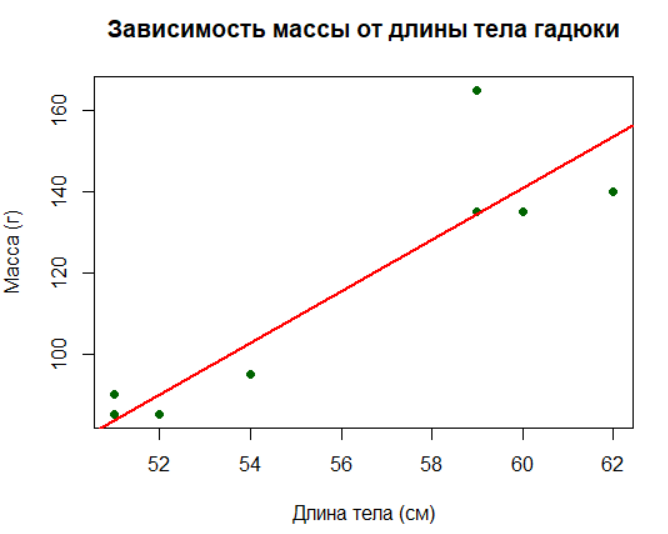 Зависимость массы от длины тела гадюки
160
140
120
100
Масса (г)
52 54 56 58 60 62
Длина тела (см)